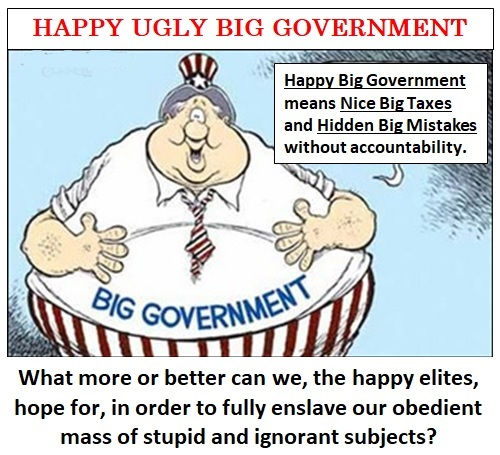 HAPPY UGLY BIG GOVERNMENT
Happy Big Government
means Nice Big Taxes
and Hidden Big Mistakes
without accountability.
BIG GOVERNMENT
What more or better can we, the happy elites,
hope for, in order to fully enslave our obedient
mass of stupid and ignorant subjects?